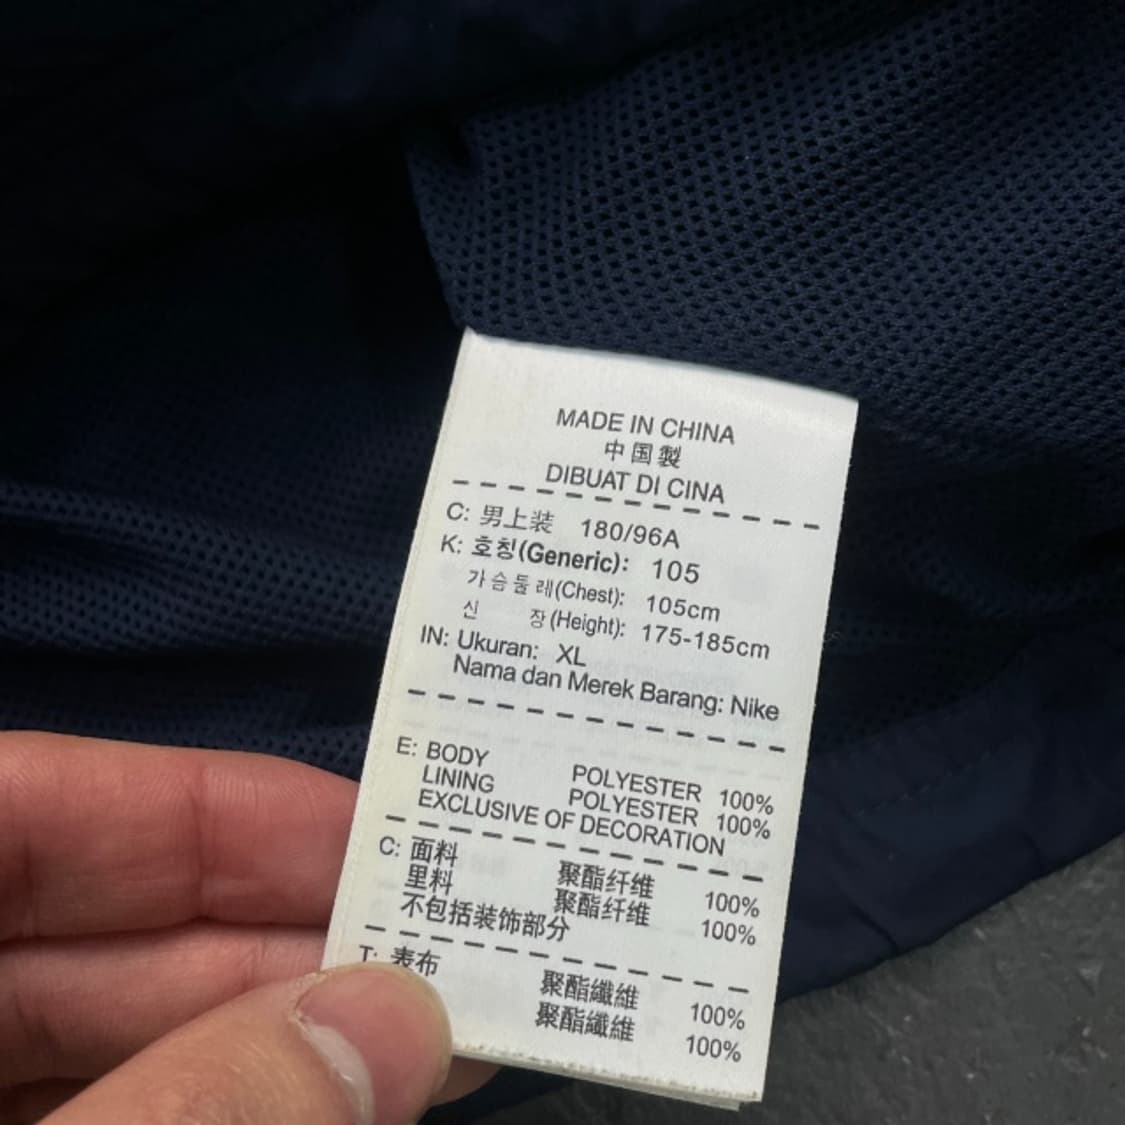 MADE IN CHINA
中国製
DIBUAT DI CINA
C: 男上装 180/96A
K: 호칭(Generic): 105
가슴둘레(Chest): 105cm
신 장(Height): 175-185cm
IN: Ukuran: XL
Nama dan Merek Barang: Nike
E: BODY POLYESTER 100%
LINING POLYESTER 100%
EXCLUSIVE OF DECORATION
C: 面料 聚酯纤维 100%
里料 聚酯纤维 100%
不包括装饰部分
T: 表布 聚酯纖維 100%
聚酯纖維 100%